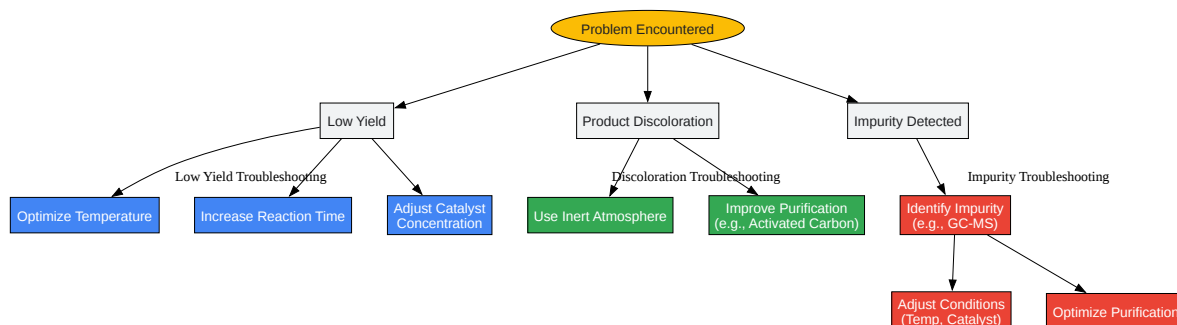 Problem Encountered
Low Yield
Product Discoloration
Impurity Detected
Low Yield Troubleshooting
Discoloration Troubleshooting
Impurity Troubleshooting
Optimize Temperature
Increase Reaction Time
Adjust Catalyst
Concentration
Use Inert Atmosphere
Improve Purification
(e.g., Activated Carbon)
Identify Impurity
(e.g., GC-MS)
Adjust Conditions
(Temp, Catalyst)
Optimize Purification